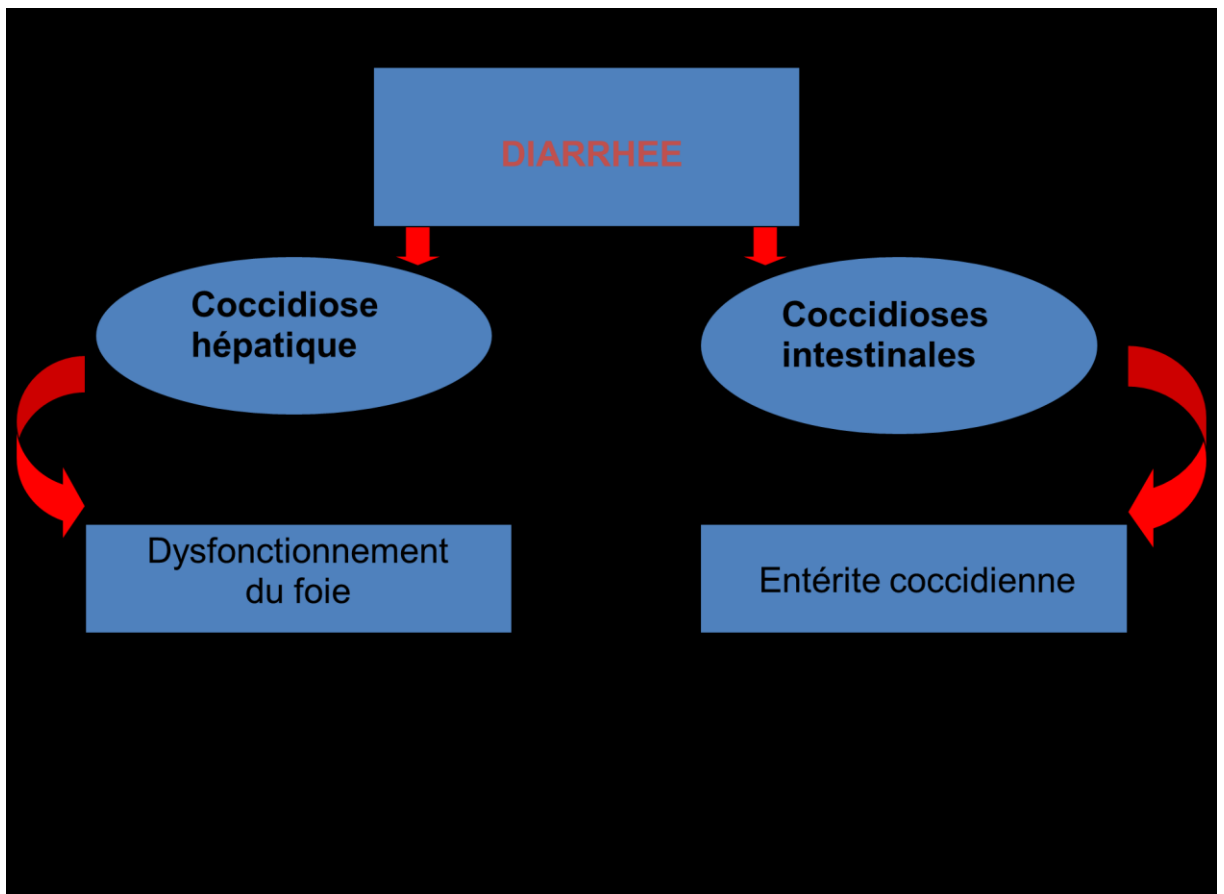 DIARRHEE
Coccidiose
hépatique
Coccidioses
intestinales
Dysfonctionnement
du foie
Entérite coccidienne